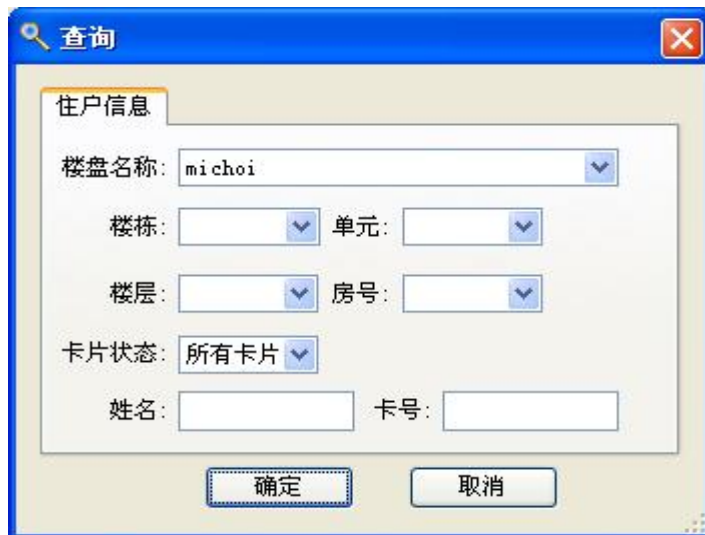 查询
住户信息
楼盘名称: michoi
楼栋: 单元:
楼层: 房号:
卡片状态: 所有卡片
姓名: 卡号:
确定 取消